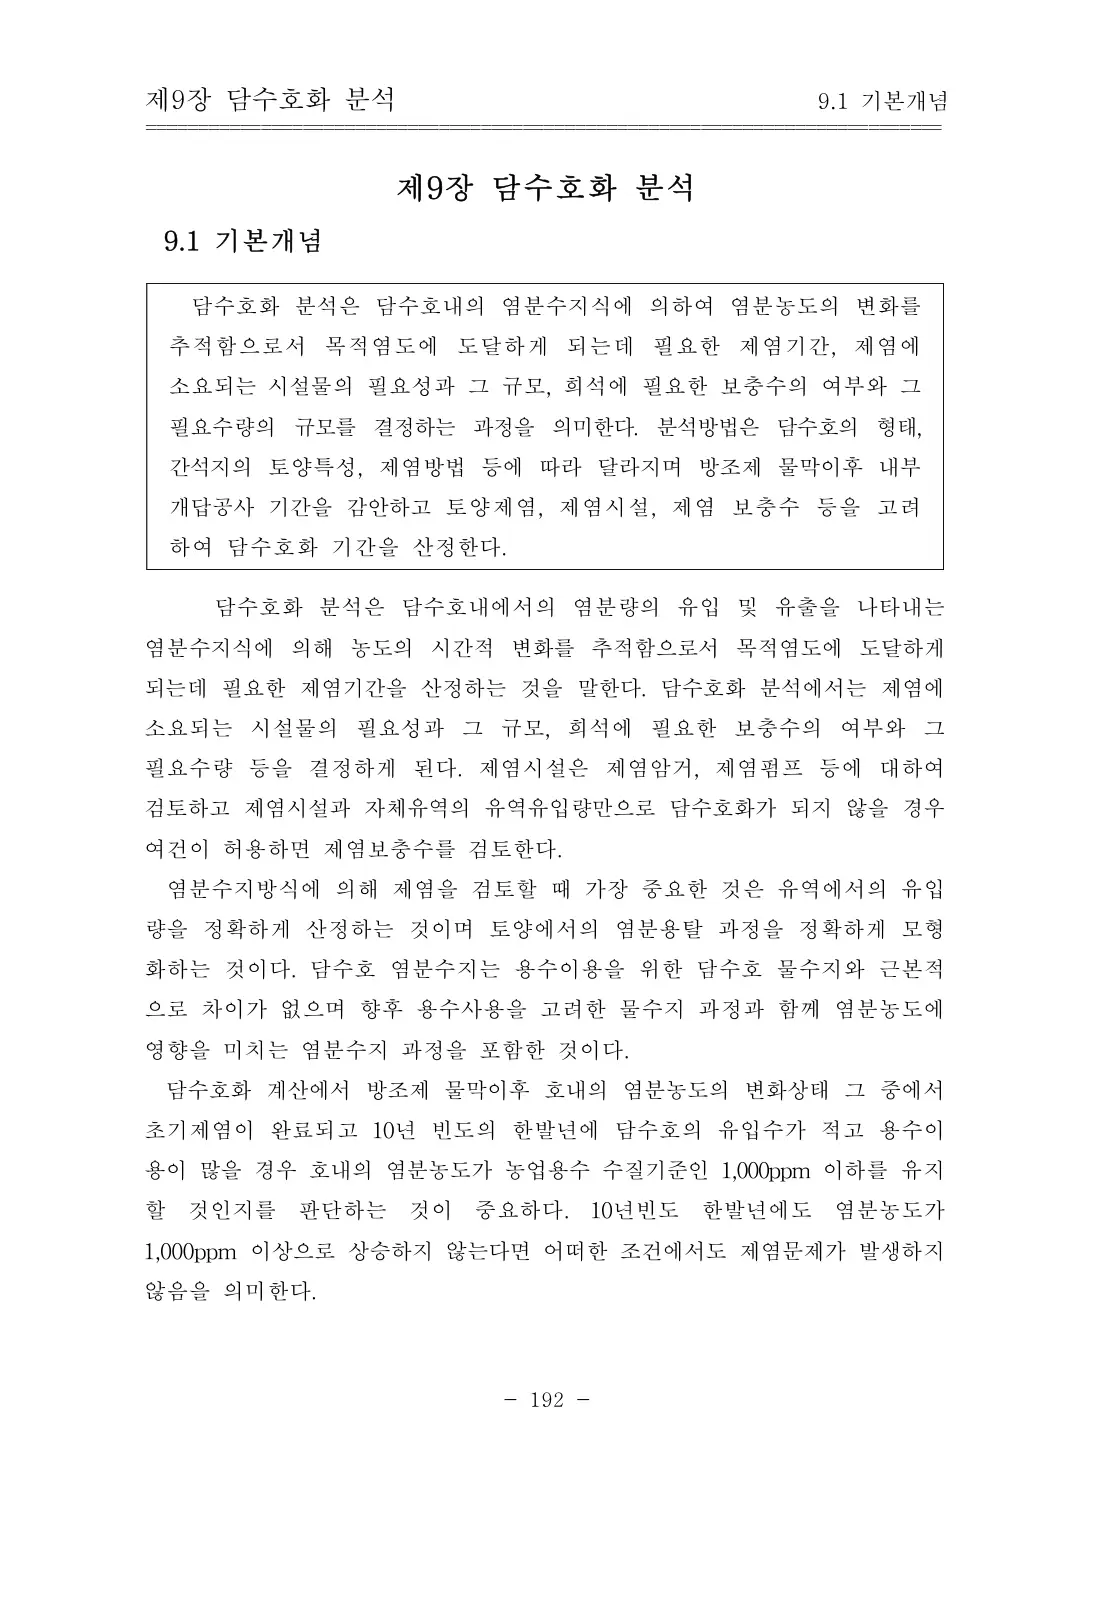 제9장 담수호화 분석 9.1 기본개념
제9장 담수호화 분석
9.1 기본개념
담수호화 분석은 담수호내의 염분수지식에 의하여 염분농도의 변화를
추적함으로서 목적염도에 도달하게 되는데 필요한 제염기간, 제염에
소요되는 시설물의 필요성과 그 규모, 희석에 필요한 보충수의 여부와 그
필요수량의 규모를 결정하는 과정을 의미한다. 분석방법은 담수호의 형태,
간석지의 토양특성, 제염방법 등에 따라 달라지며 방조제 물막이후 내부
개답공사 기간을 감안하고 토양제염, 제염시설, 제염 보충수 등을 고려
하여 담수호화 기간을 산정한다.
담수호화 분석은 담수호내에서의 염분량의 유입 및 유출을 나타내는
염분수지식에 의해 농도의 시간적 변화를 추적함으로서 목적염도에 도달하게
되는데 필요한 제염기간을 산정하는 것을 말한다. 담수호화 분석에서는 제염에
소요되는 시설물의 필요성과 그 규모, 희석에 필요한 보충수의 여부와 그
필요수량 등을 결정하게 된다. 제염시설은 제염암거, 제염펌프 등에 대하여
검토하고 제염시설과 자체유역의 유역유입량만으로 담수호화가 되지 않을 경우
여건이 허용하면 제염보충수를 검토한다.
염분수지방식에 의해 제염을 검토할 때 가장 중요한 것은 유역에서의 유입
량을 정확하게 산정하는 것이며 토양에서의 염분용탈 과정을 정확하게 모형
화하는 것이다. 담수호 염분수지는 용수이용을 위한 담수호 물수지와 근본적
으로 차이가 없으며 향후 용수사용을 고려한 물수지 과정과 함께 염분농도에
영향을 미치는 염분수지 과정을 포함한 것이다.
담수호화 계산에서 방조제 물막이후 호내의 염분농도의 변화상태 그 중에서
초기제염이 완료되고 10년 빈도의 한발년에 담수호의 유입수가 적고 용수이
용이 많을 경우 호내의 염분농도가 농업용수 수질기준인 1,000ppm 이하를 유지
할 것인지를 판단하는 것이 중요하다. 10년빈도 한발년에도 염분농도가
1,000ppm 이상으로 상승하지 않는다면 어떠한 조건에서도 제염문제가 발생하지
않음을 의미한다.
- 192 -